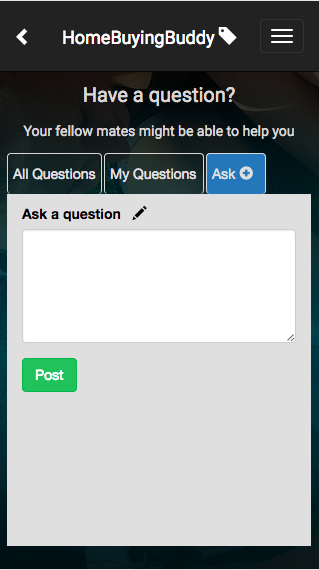 HomeBuyingBuddy
Have a question?
Your fellow mates might be able to help you
All Questions My Questions Ask
Ask a question
Post